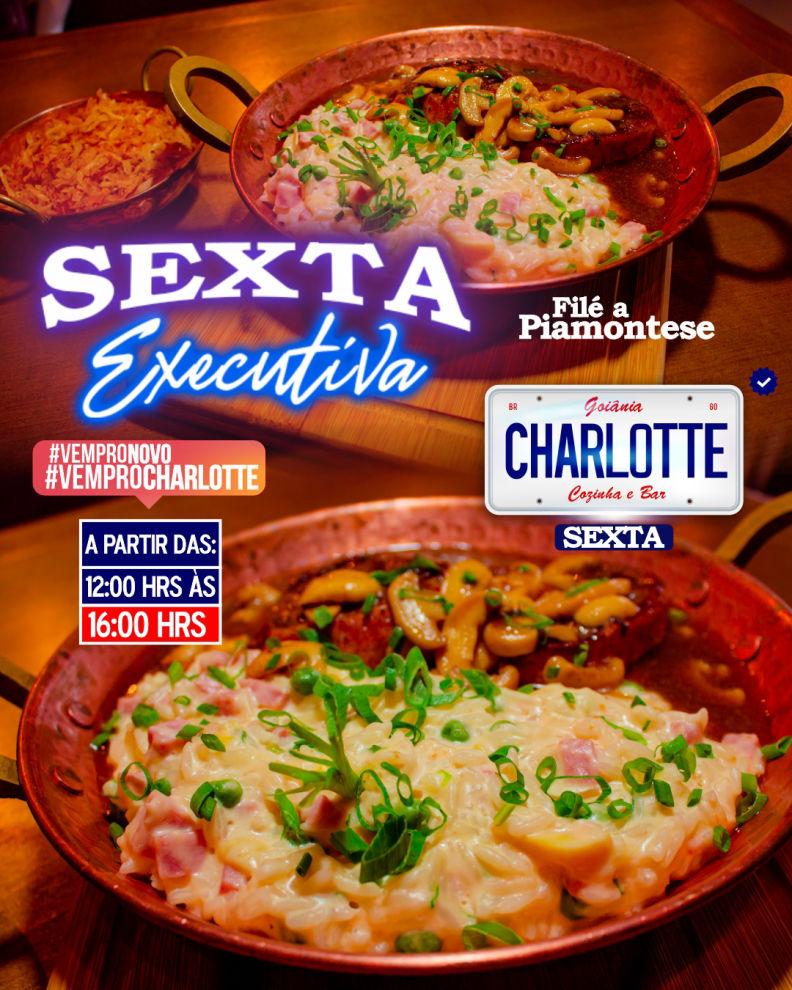 SEXTA
Executiva
Filé a
Piamontese
#VEMPRONOVO
#VEMPROCHARLOTTE
BR Goiânia GO
CHARLOTTE
Cozinha e Bar
SEXTA
A PARTIR DAS:
12:00 HRS ÀS
16:00 HRS